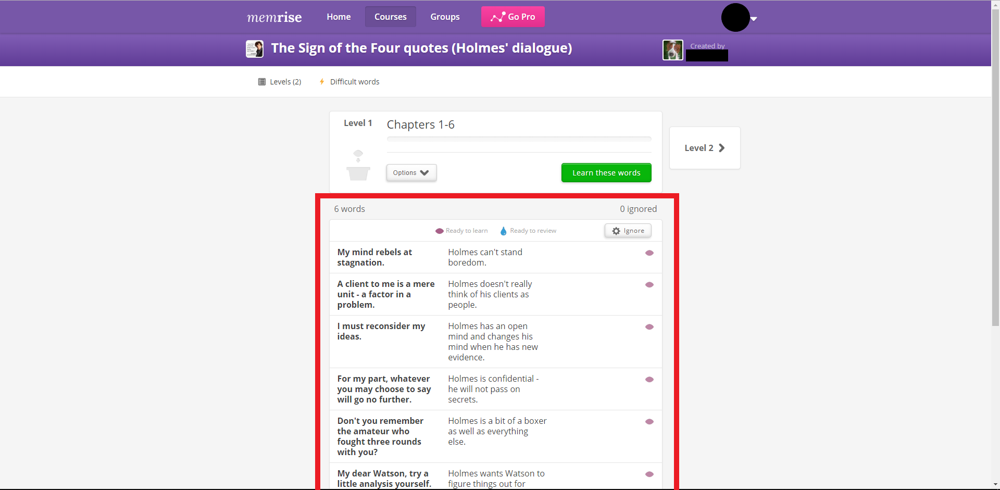 memrise Home Courses Groups Go Pro
The Sign of the Four quotes (Holmes' dialogue)
Created by
Levels (2) Difficult words
Level 1 Chapters 1-6
Level 2
Options Learn these words
6 words 0 ignored
Ready to learn Ready to review Ignore
My mind rebels at Holmes can't stand
stagnation. boredom.
A client to me is a mere Holmes doesn't really
unit - a factor in a think of his clients as
problem. people.
I must reconsider my Holmes has an open
ideas. mind and changes his
mind when he has new
evidence.
For my part, whatever Holmes is confidential -
you may choose to say he will not pass on
will go no further. secrets.
Don't you remember Holmes is a bit of a boxer
the amateur who as well as everything
fought three rounds else.
with you?
My dear Watson, try a Holmes wants Watson to
little analysis yourself. figure things out for